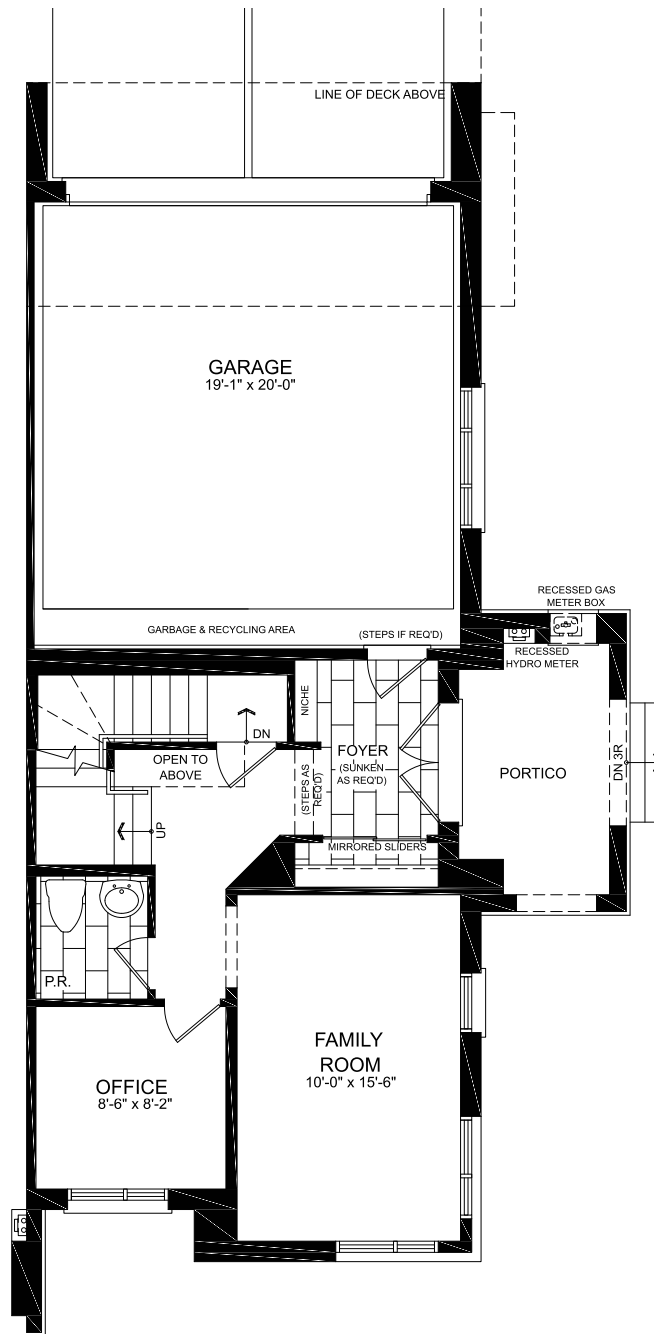 LINE OF DECK ABOVE
GARAGE
19'-1" x 20'-0"
RECESSED GAS
METER BOX
GARBAGE & RECYCLING AREA
(STEPS IF REQ'D)
RECESSED
HYDRO METER
NICHE
DN
OPEN TO
ABOVE
FOYER
(SUNKEN
AS REQ'D)
(STEPS AS
REQ'D)
PORTICO
DN 3R
UP
MIRRORED SLIDERS
P.R.
FAMILY
ROOM
10'-0" x 15'-6"
OFFICE
8'-6" x 8'-2"